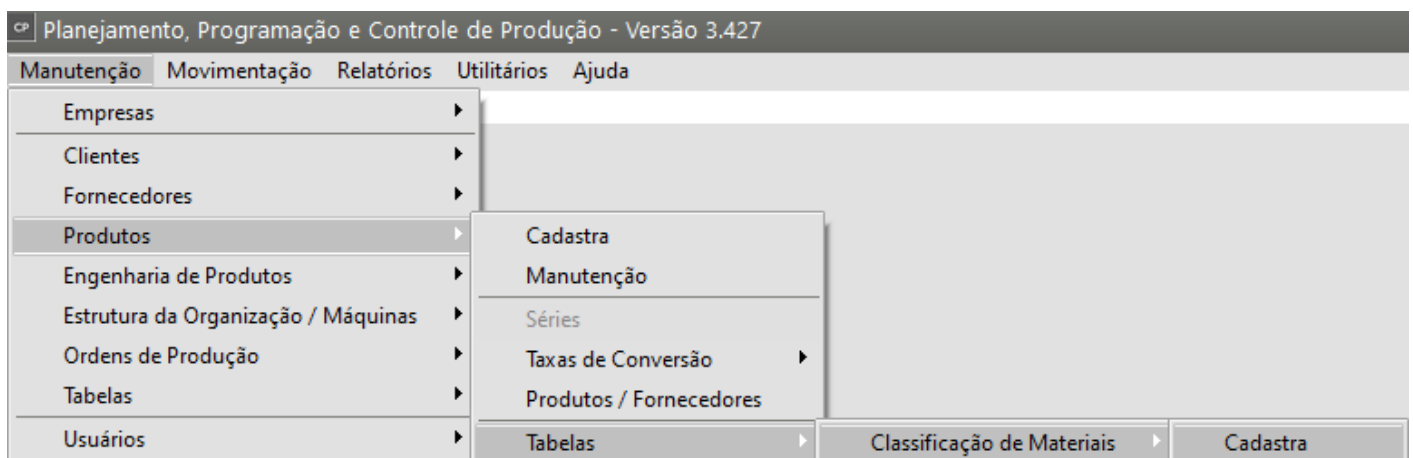 CP Planejamento, Programação e Controle de Produção - Versão 3.427
Manutenção Movimentação Relatórios Utilitários Ajuda
Empresas
Clientes
Fornecedores
Produtos
Engenharia de Produtos
Estrutura da Organização / Máquinas
Ordens de Produção
Tabelas
Usuários
Cadastra
Manutenção
Séries
Taxas de Conversão
Produtos / Fornecedores
Tabelas
Classificação de Materiais
Cadastra